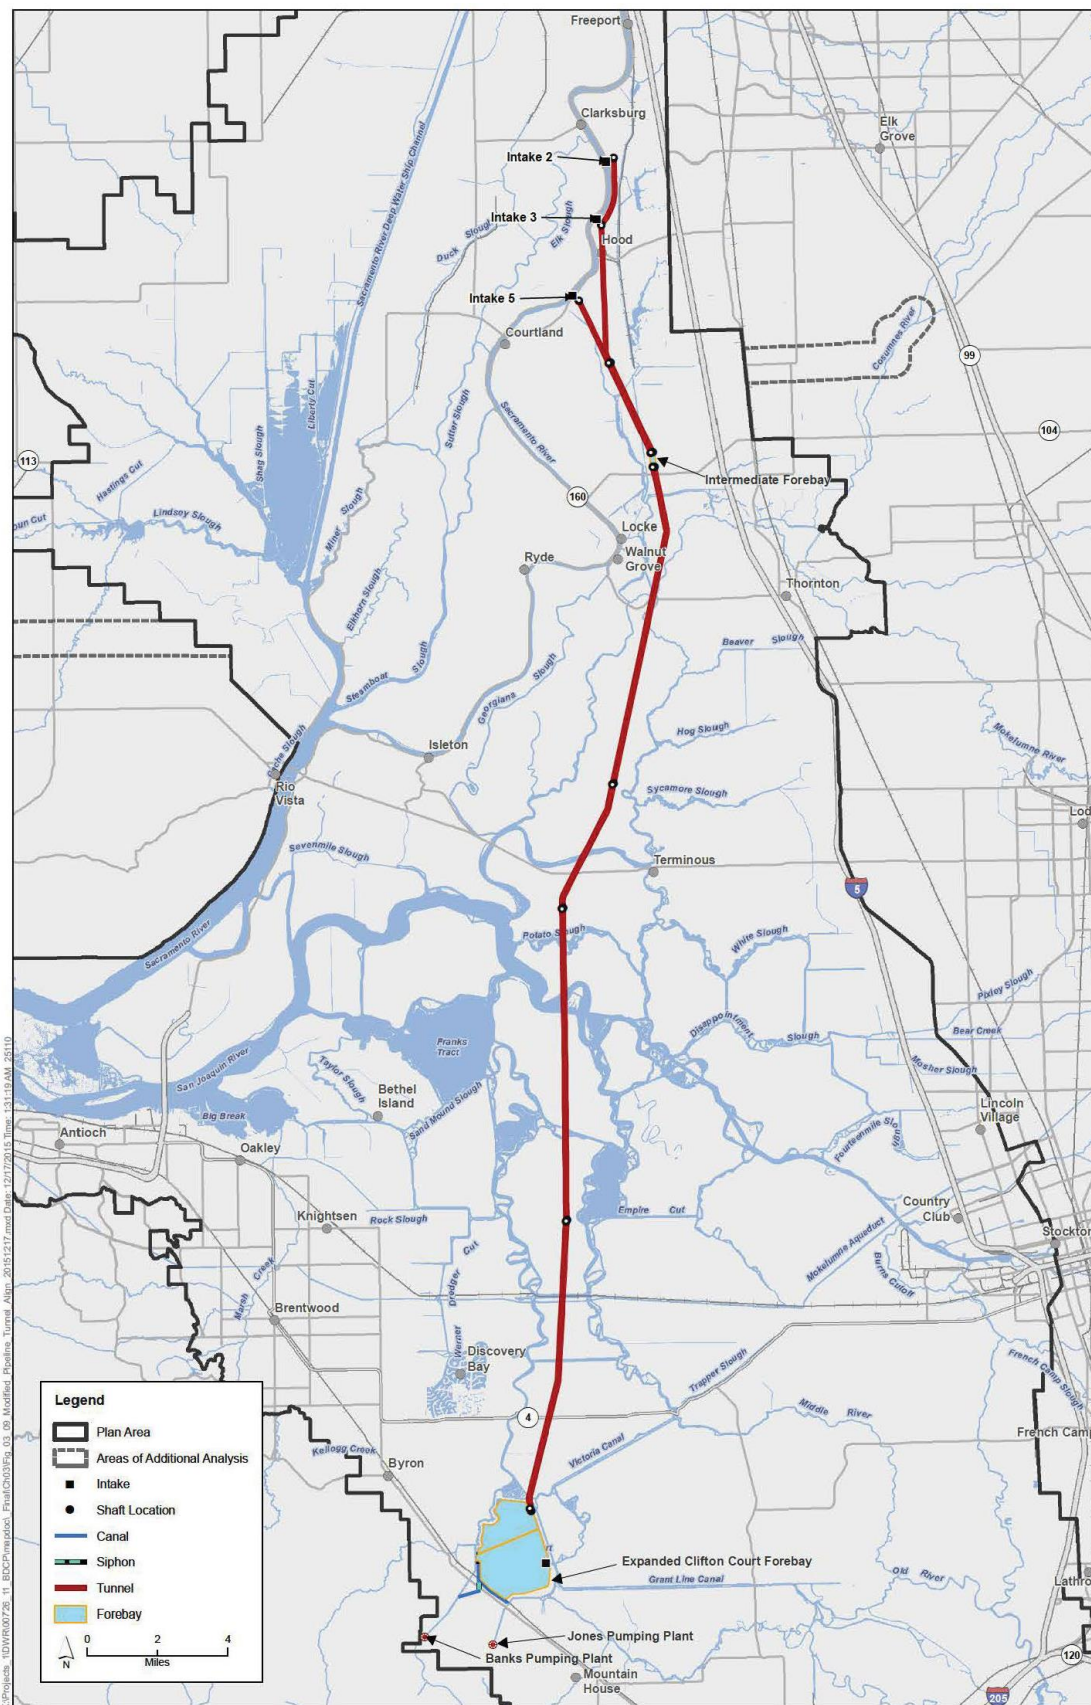 Freeport
Clarksburg
Elk
Grove
Intake 2
Sacramento River Deep Water Ship Channel
Intake 3
Elk Slough
Duck Slough
Hood
Intake 5
Cosumnes River
Courtland
99
Liberty Cut
Sutter Slough
Sacramento River
104
Shag Slough
113
Hastings Cut
Intermediate Forebay
160
Lindsey Slough
Miner Slough
Locke
Walnut
Grove
Ryde
Thornton
Elkhorn Slough
Beaver Slough
Steamboat Slough
Georgiana Slough
Hog Slough
Cache Slough
Isleton
Mokelumne River
Rio
Vista
Sycamore Slough
Lod
Sevenmile Slough
Terminous
5
Sacramento River
Potato Slough
White Slough
Pixley Slough
Disappointment Slough
Bear Creek
Franks
Tract
Mosher Slough
San Joaquin River
Taylor Slough
Bethel
Island
Sand Mound Slough
Big Break
Lincoln
Village
Antioch
Oakley
Fourteenmile Slough
Country
Club
Knightsen
Rock Slough
Empire Cut
Stockton
Mokelumne Aqueduct
Burns Cutoff
Marsh Creek
Dredger Cut
Brentwood
Werner
Discovery
Bay
Trapper Slough
French Camp Slough
4
Middle River
French Camp
Kellogg Creek
Victoria Canal
Byron
Expanded Clifton Court Forebay
Grant Line Canal
Old River
Lathro
Jones Pumping Plant
Banks Pumping Plant
Mountain
House
120
205
Legend
Plan Area
Areas of Additional Analysis
Intake
Shaft Location
Canal
Siphon
Tunnel
Forebay
0 2 4
Miles
N